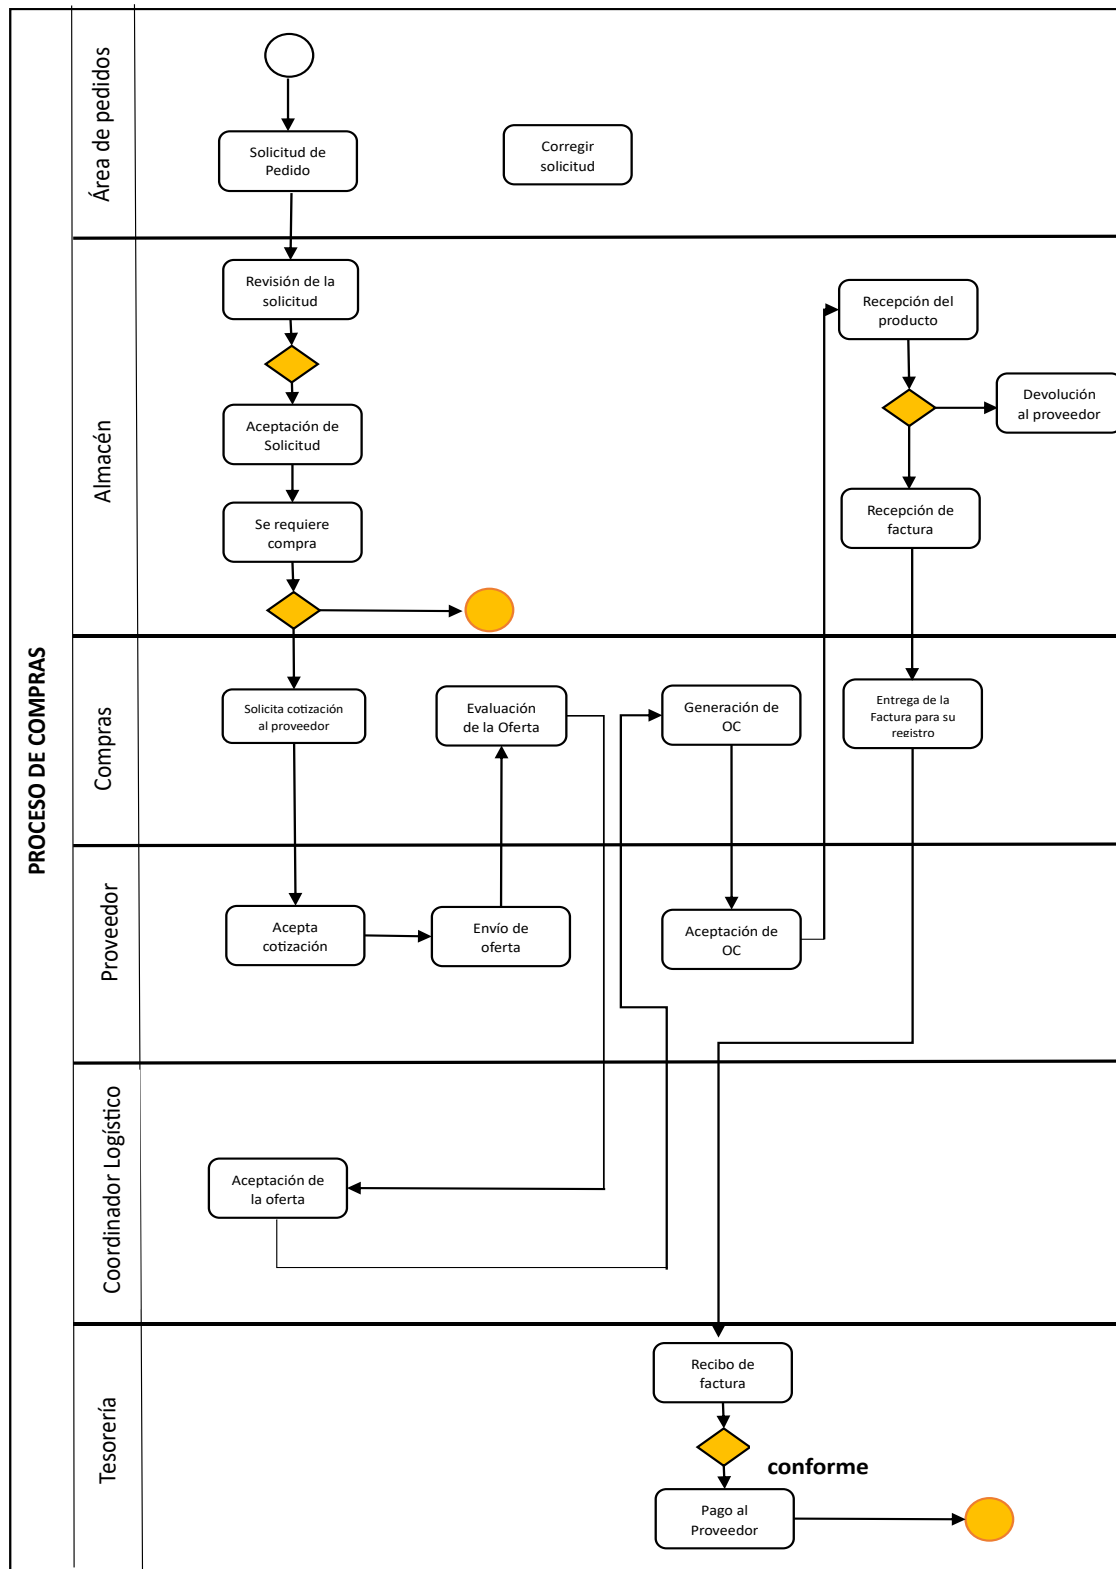 PROCESO DE COMPRAS
Área de pedidos
Solicitud de
Pedido
Corregir
solicitud
Almacén
Revisión de la
solicitud
Aceptación de
Solicitud
Se requiere
compra
Recepción del
producto
Devolución
al proveedor
Recepción de
factura
Compras
Solicita cotización
al proveedor
Evaluación
de la Oferta
Generación de
OC
Entrega de la
Factura para su
registro
Proveedor
Acepta
cotización
Envío de
oferta
Aceptación de
OC
Coordinador Logístico
Aceptación de
la oferta
Tesorería
Recibo de
factura
conforme
Pago al
Proveedor